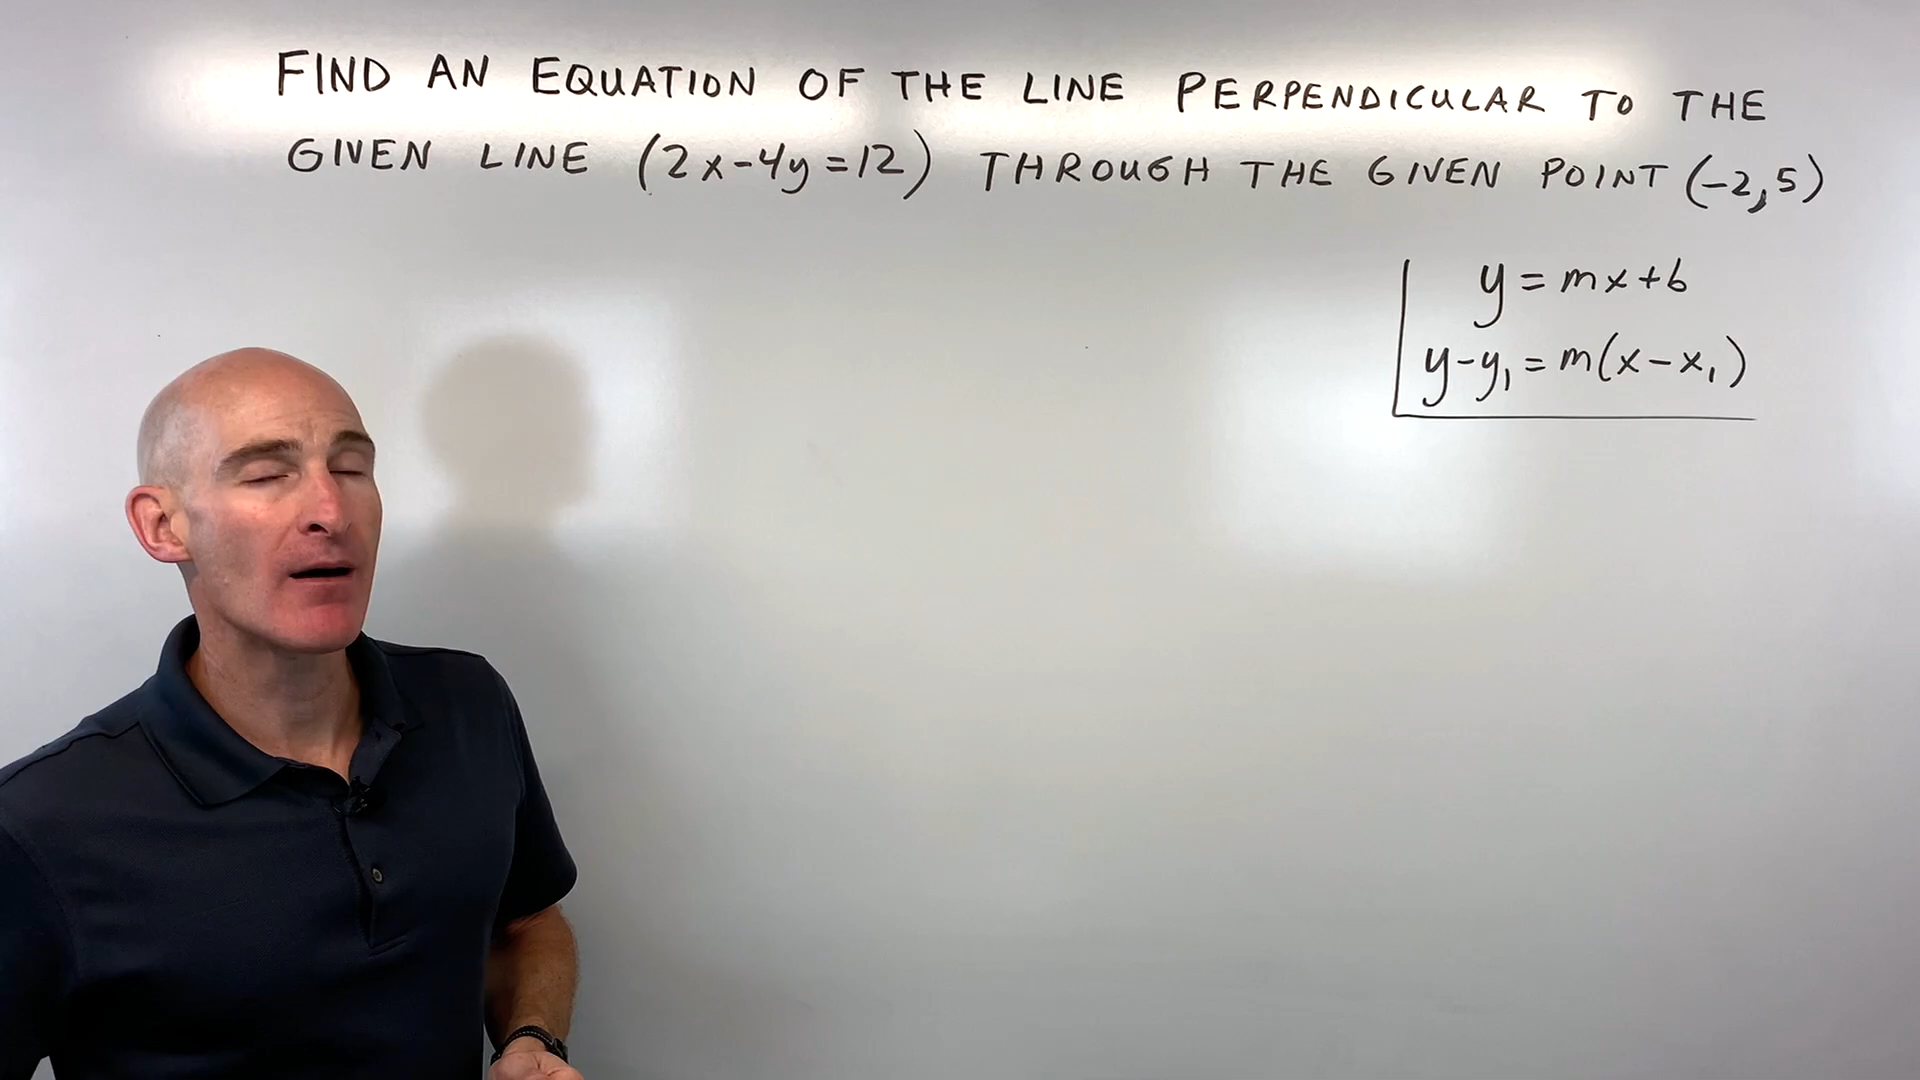 FIND AN EQUATION OF THE LINE PERPENDICULAR TO THE
GIVEN LINE (2x-4y=12) THROUGH THE GIVEN POINT (-2,5)
y=mx+b
y-y₁=m(x-x₁)